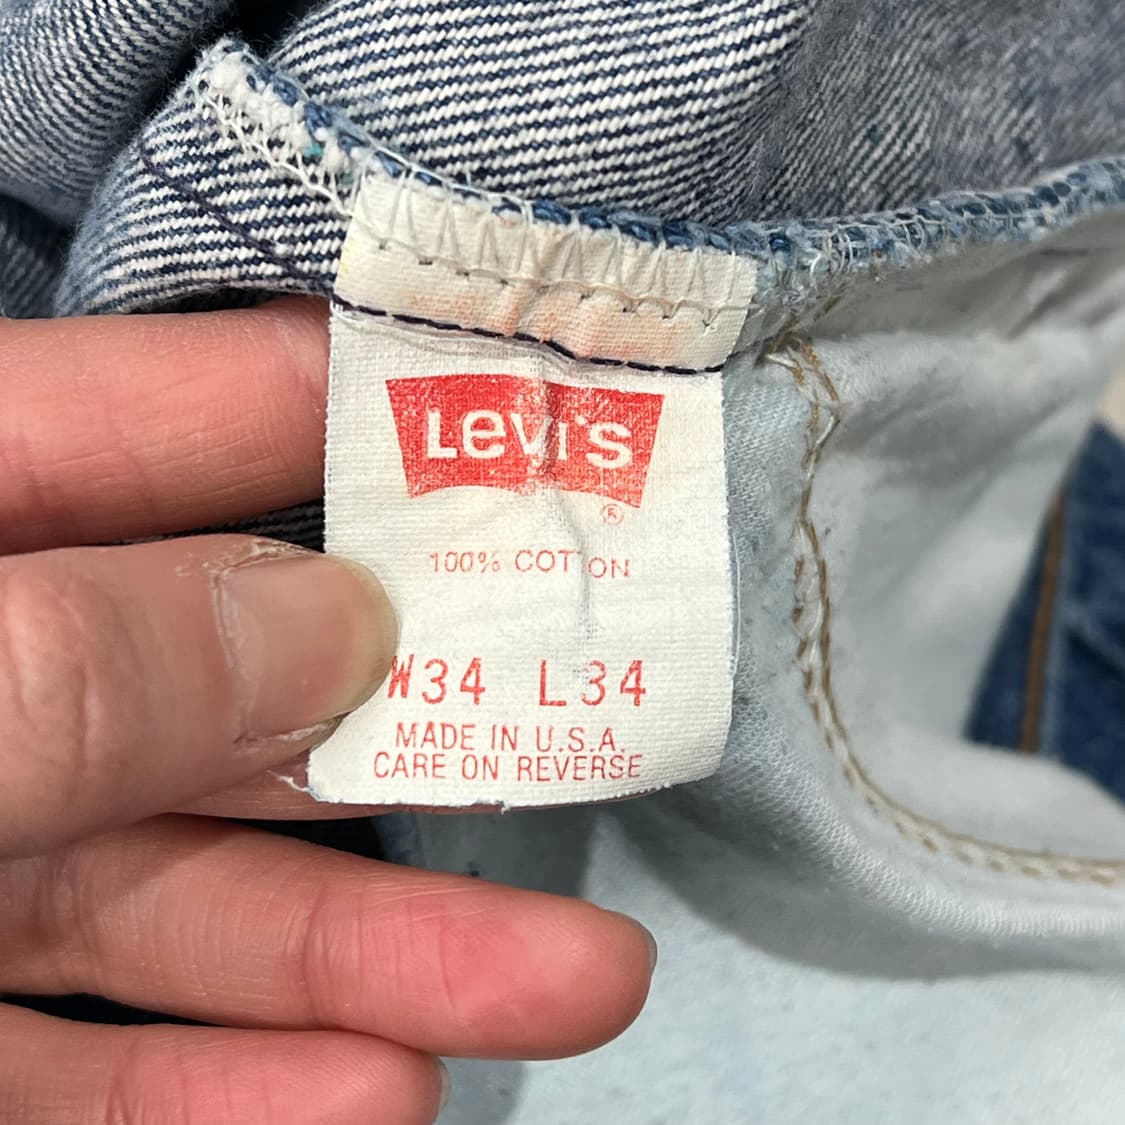 Levi's
®
100% COTTON
W34 L34
MADE IN U.S.A.
CARE ON REVERSE